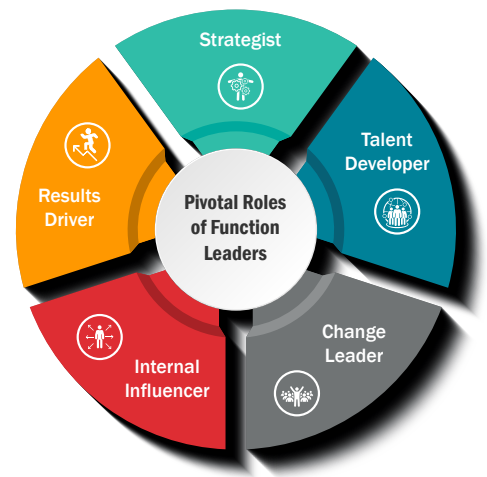 Strategist
Talent
Developer
Change
Leader
Internal
Influencer
Results
Driver
Pivotal Roles
of Function
Leaders